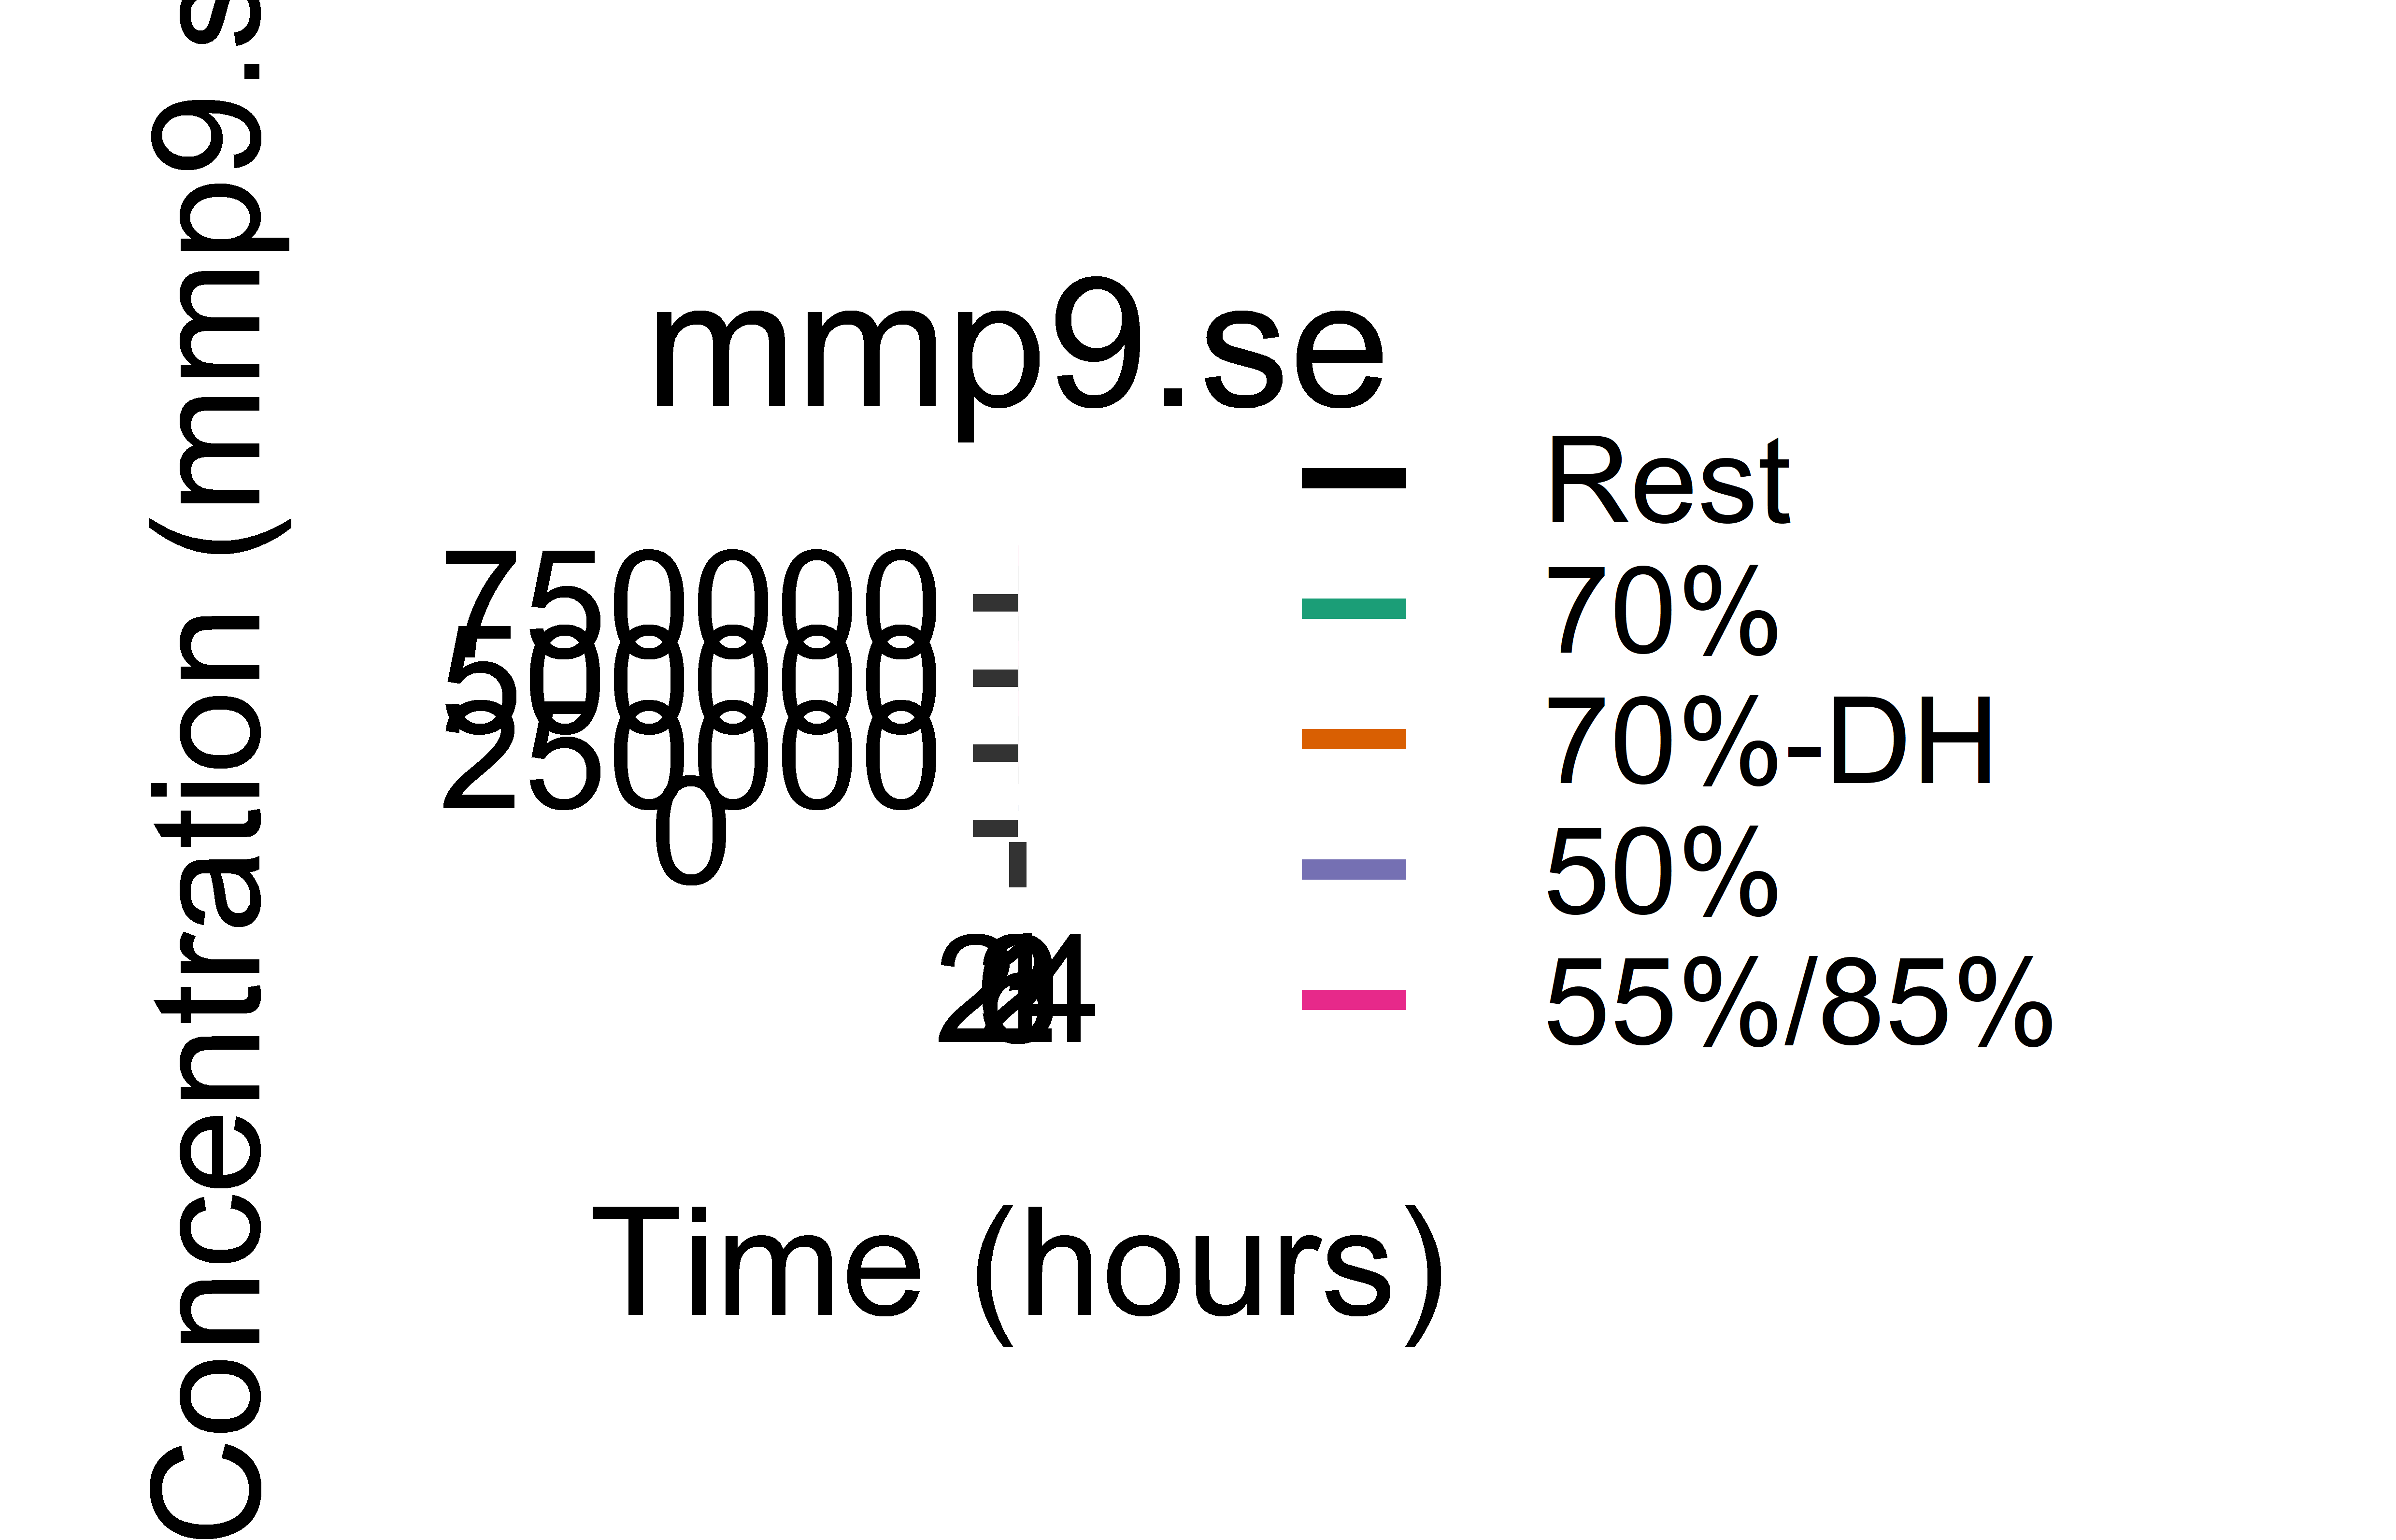 Concentration (mmp9.s
mmp9.se
750000
500000
250000
0
Time (hours)
Rest
70%
70%-DH
50%
55%/85%